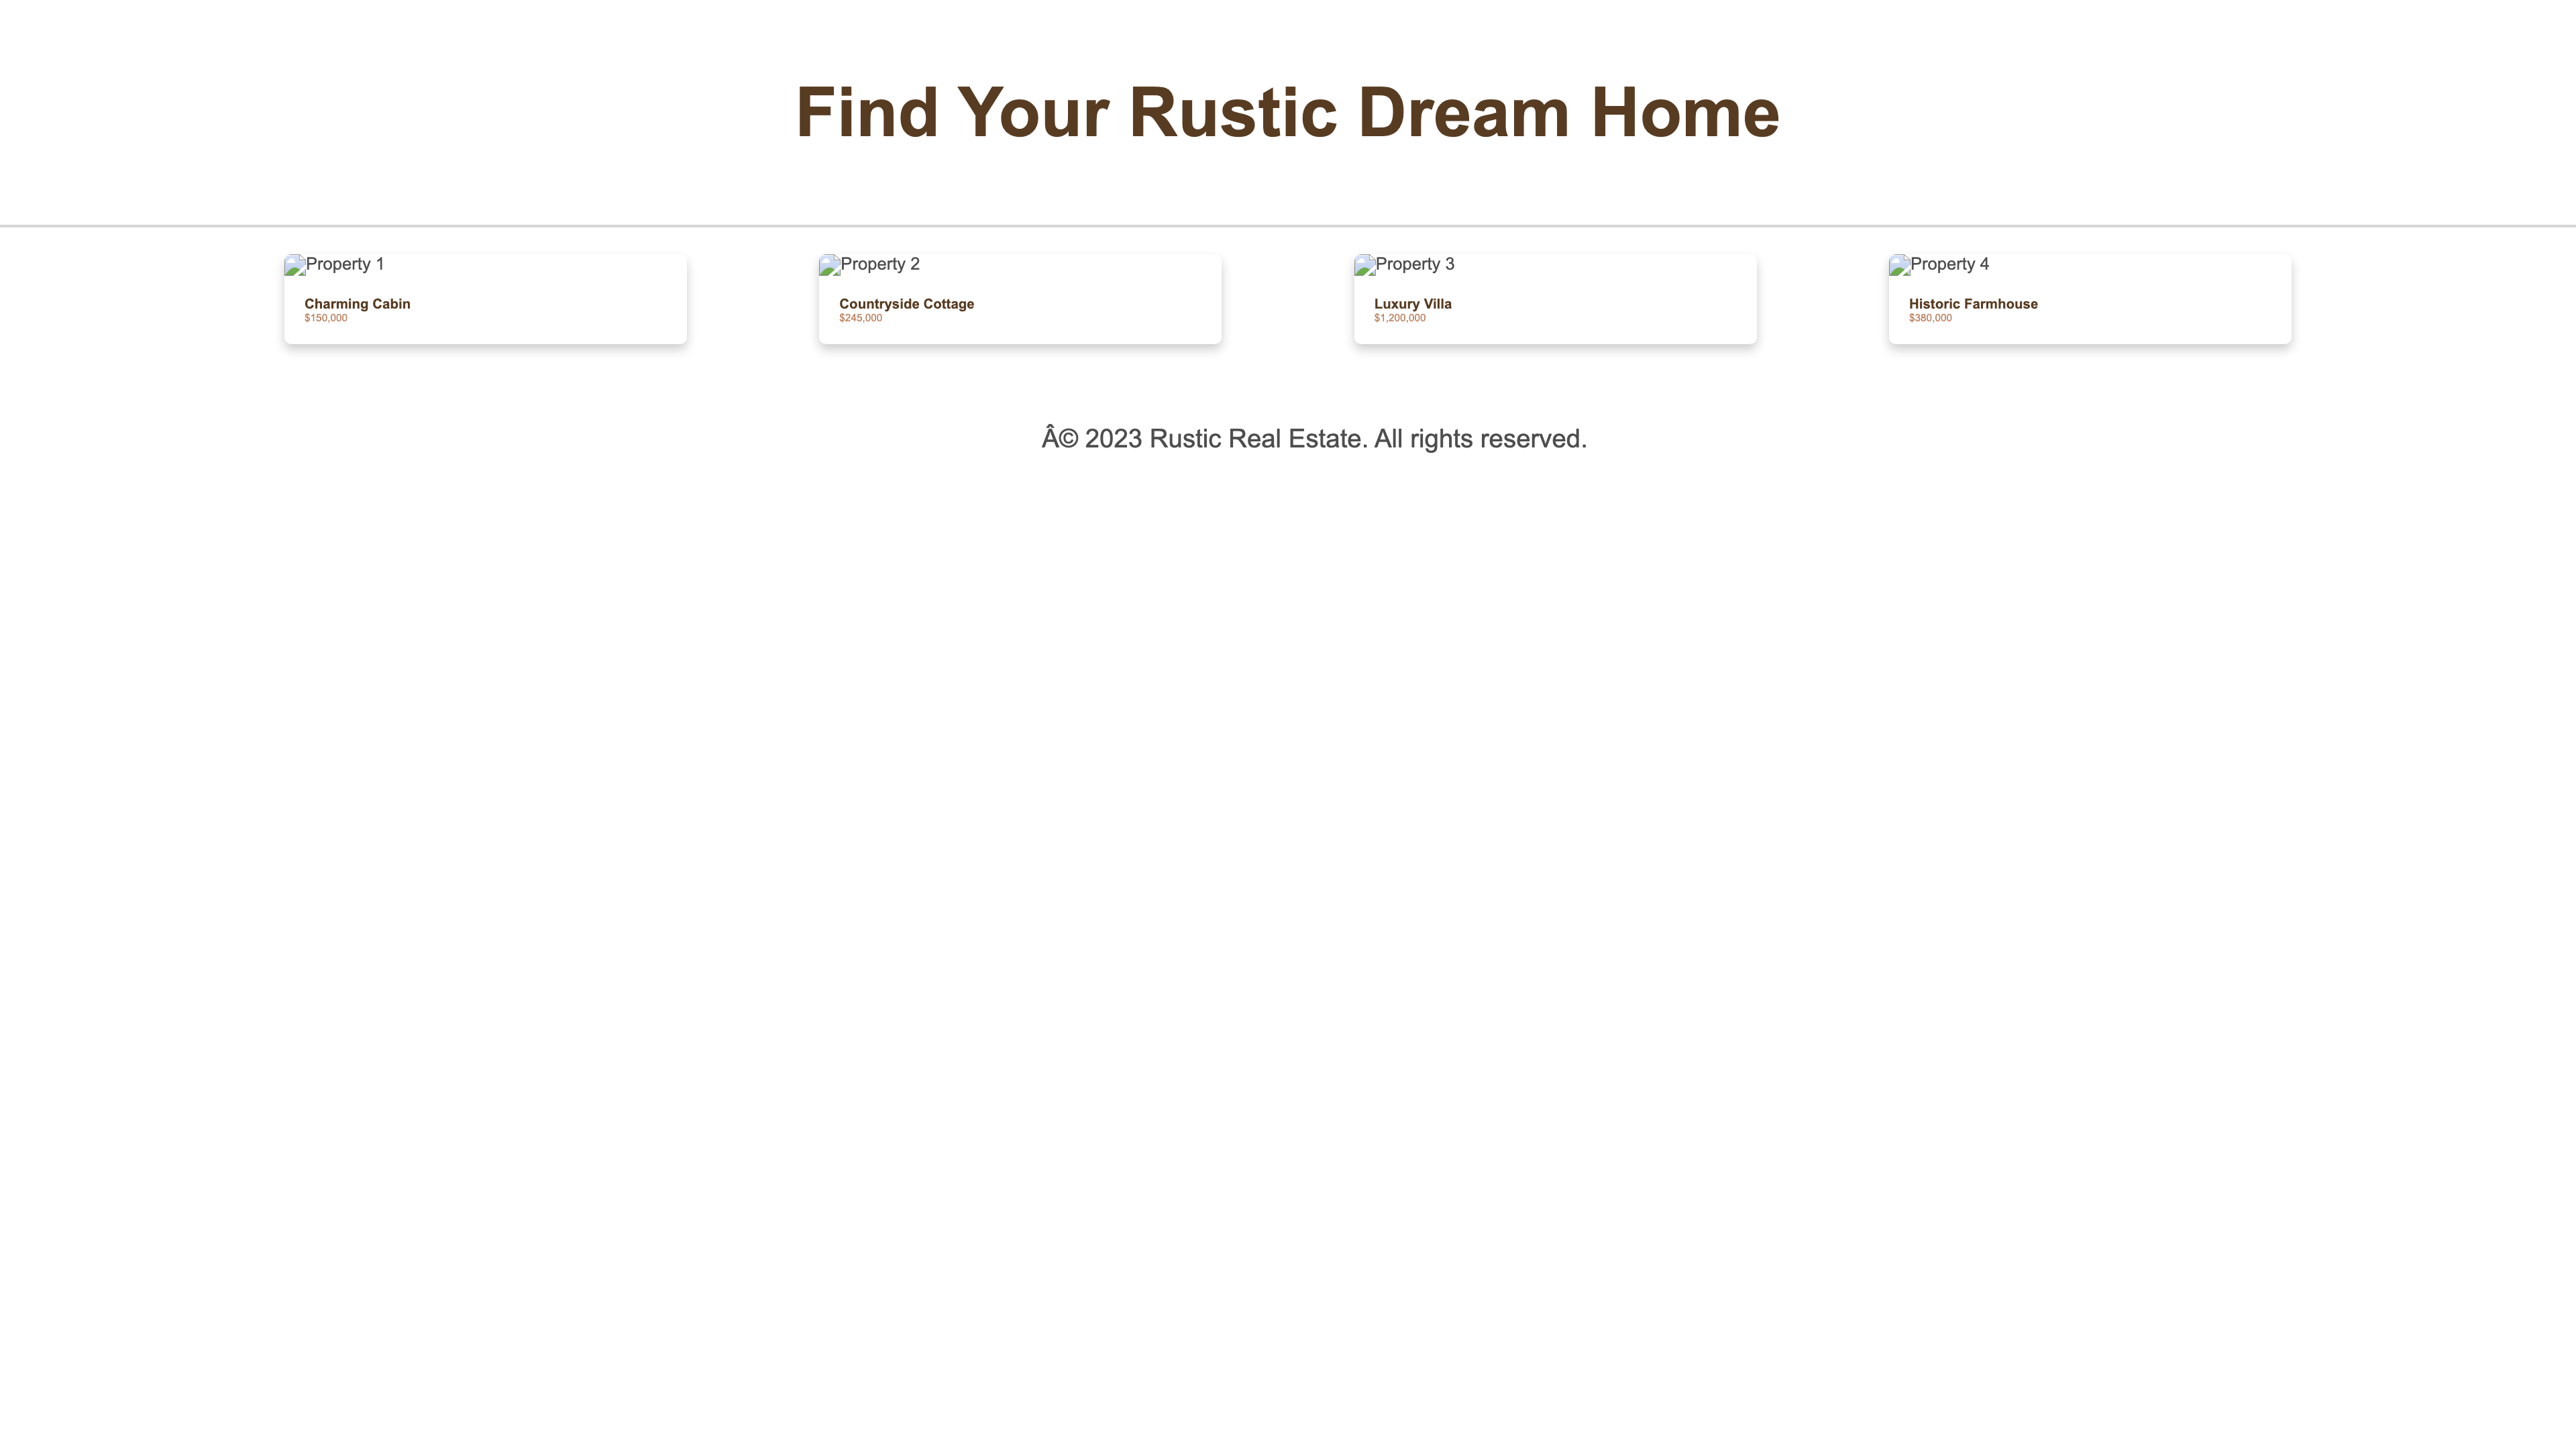 Find Your Rustic Dream Home
Property 1
Charming Cabin
$150,000
Property 2
Countryside Cottage
$245,000
Property 3
Luxury Villa
$1,200,000
Property 4
Historic Farmhouse
$380,000
Â© 2023 Rustic Real Estate. All rights reserved.